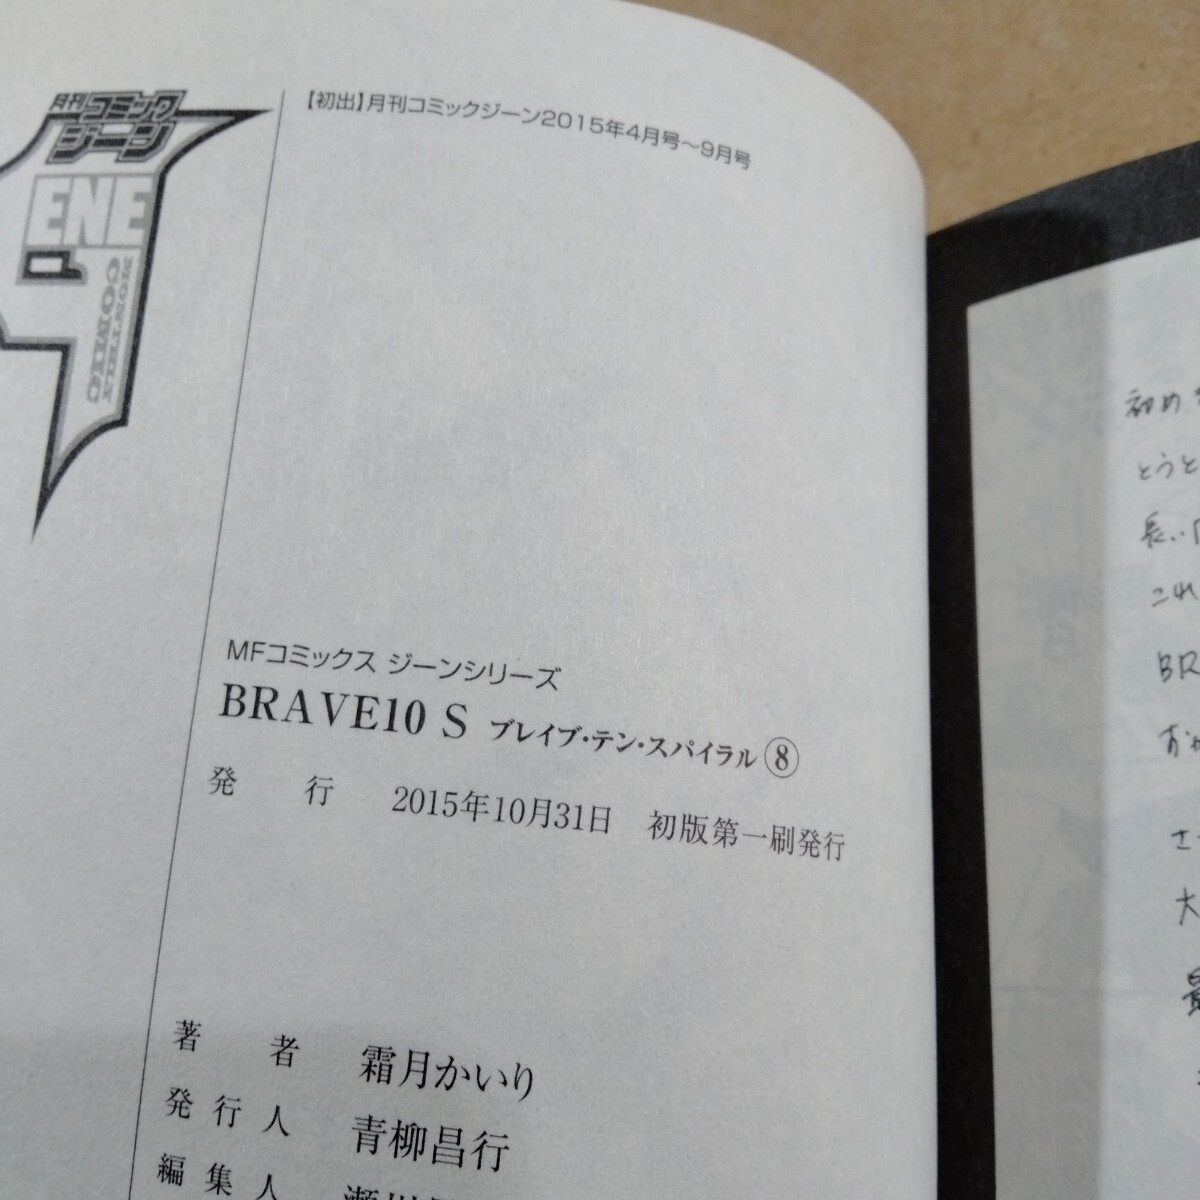 月刊コミック
ジーン
ENE
MONTHLY
COMIC
【初出】月刊コミックジーン2015年4月号～9月号
MFコミックス ジーンシリーズ
BRAVE10 S ブレイブ・テン・スパイラル⑧
発行 2015年10月31日 初版第一刷発行
著者 霜月かいり
発行人 青柳昌行
編集人
初め
とうと
長い
これ
BR
おか
さ
大
最